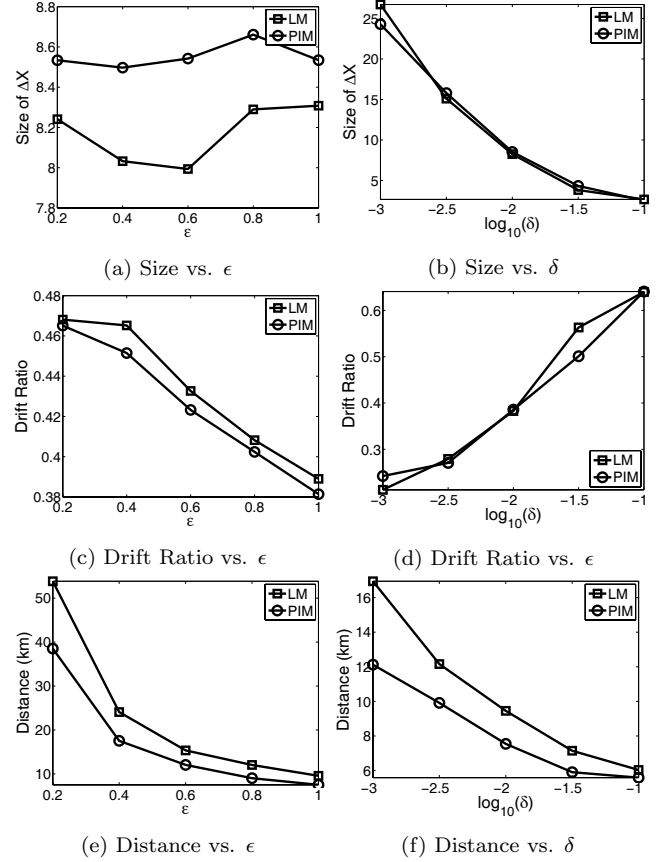 8.8
8.6
8.4
8.2
8
7.8
Size of ΔX
0.2 0.4 0.6 0.8 1
ε
LM
PIM
(a) Size vs. ϵ
25
20
15
10
5
Size of ΔX
−3 −2.5 −2 −1.5 −1
log10(δ)
LM
PIM
(b) Size vs. δ
0.48
0.46
0.44
0.42
0.4
0.38
Drift Ratio
0.2 0.4 0.6 0.8 1
ε
LM
PIM
(c) Drift Ratio vs. ϵ
0.6
0.5
0.4
0.3
Drift Ratio
−3 −2.5 −2 −1.5 −1
log10(δ)
LM
PIM
(d) Drift Ratio vs. ϵ
50
40
30
20
10
Distance (km)
0.2 0.4 0.6 0.8 1
ε
LM
PIM
(e) Distance vs. ϵ
16
14
12
10
8
6
Distance (km)
−3 −2.5 −2 −1.5 −1
log10(δ)
LM
PIM
(f) Distance vs. δ